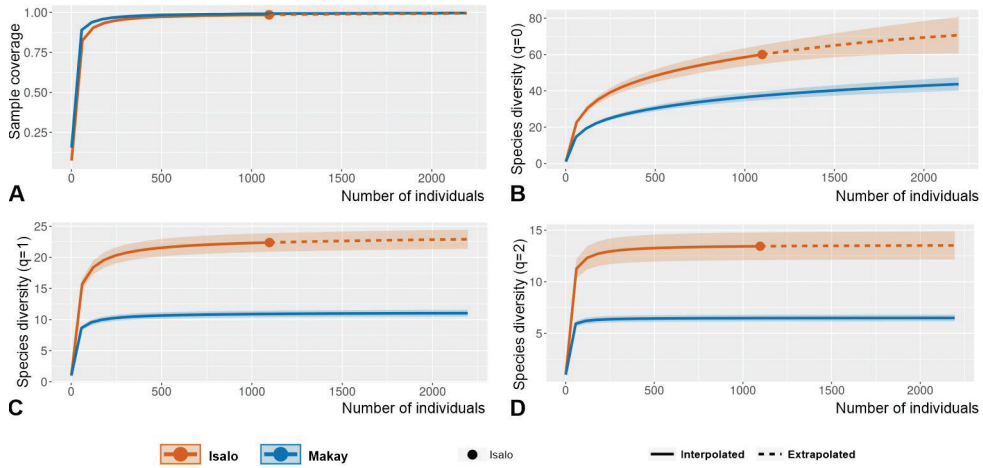 1.00
0.75
0.50
0.25
Sample coverage
0 500 1000 1500 2000
Number of individuals
A
80
60
40
20
0
Species diversity (q=0)
0 500 1000 1500 2000
Number of individuals
B
25
20
15
10
5
0
Species diversity (q=1)
0 500 1000 1500 2000
Number of individuals
C
15
10
5
Species diversity (q=2)
0 500 1000 1500 2000
Number of individuals
D
Isalo Makay Isalo Interpolated Extrapolated